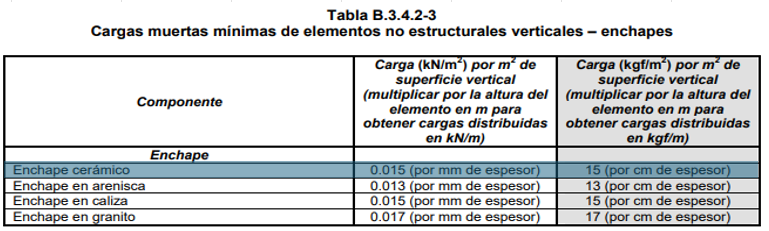 Tabla B.3.4.2-3
Cargas muertas mínimas de elementos no estructurales verticales – enchapes
Componente
Carga (kN/m²) por m² de
superficie vertical
(multiplicar por la altura del
elemento en m para
obtener cargas distribuidas
en kN/m)
Carga (kgf/m²) por m² de
superficie vertical
(multiplicar por la altura del
elemento en m para
obtener cargas distribuidas
en kgf/m)
Enchape
Enchape cerámico 0.015 (por mm de espesor) 15 (por cm de espesor)
Enchape en arenisca 0.013 (por mm de espesor) 13 (por cm de espesor)
Enchape en caliza 0.015 (por mm de espesor) 15 (por cm de espesor)
Enchape en granito 0.017 (por mm de espesor) 17 (por cm de espesor)